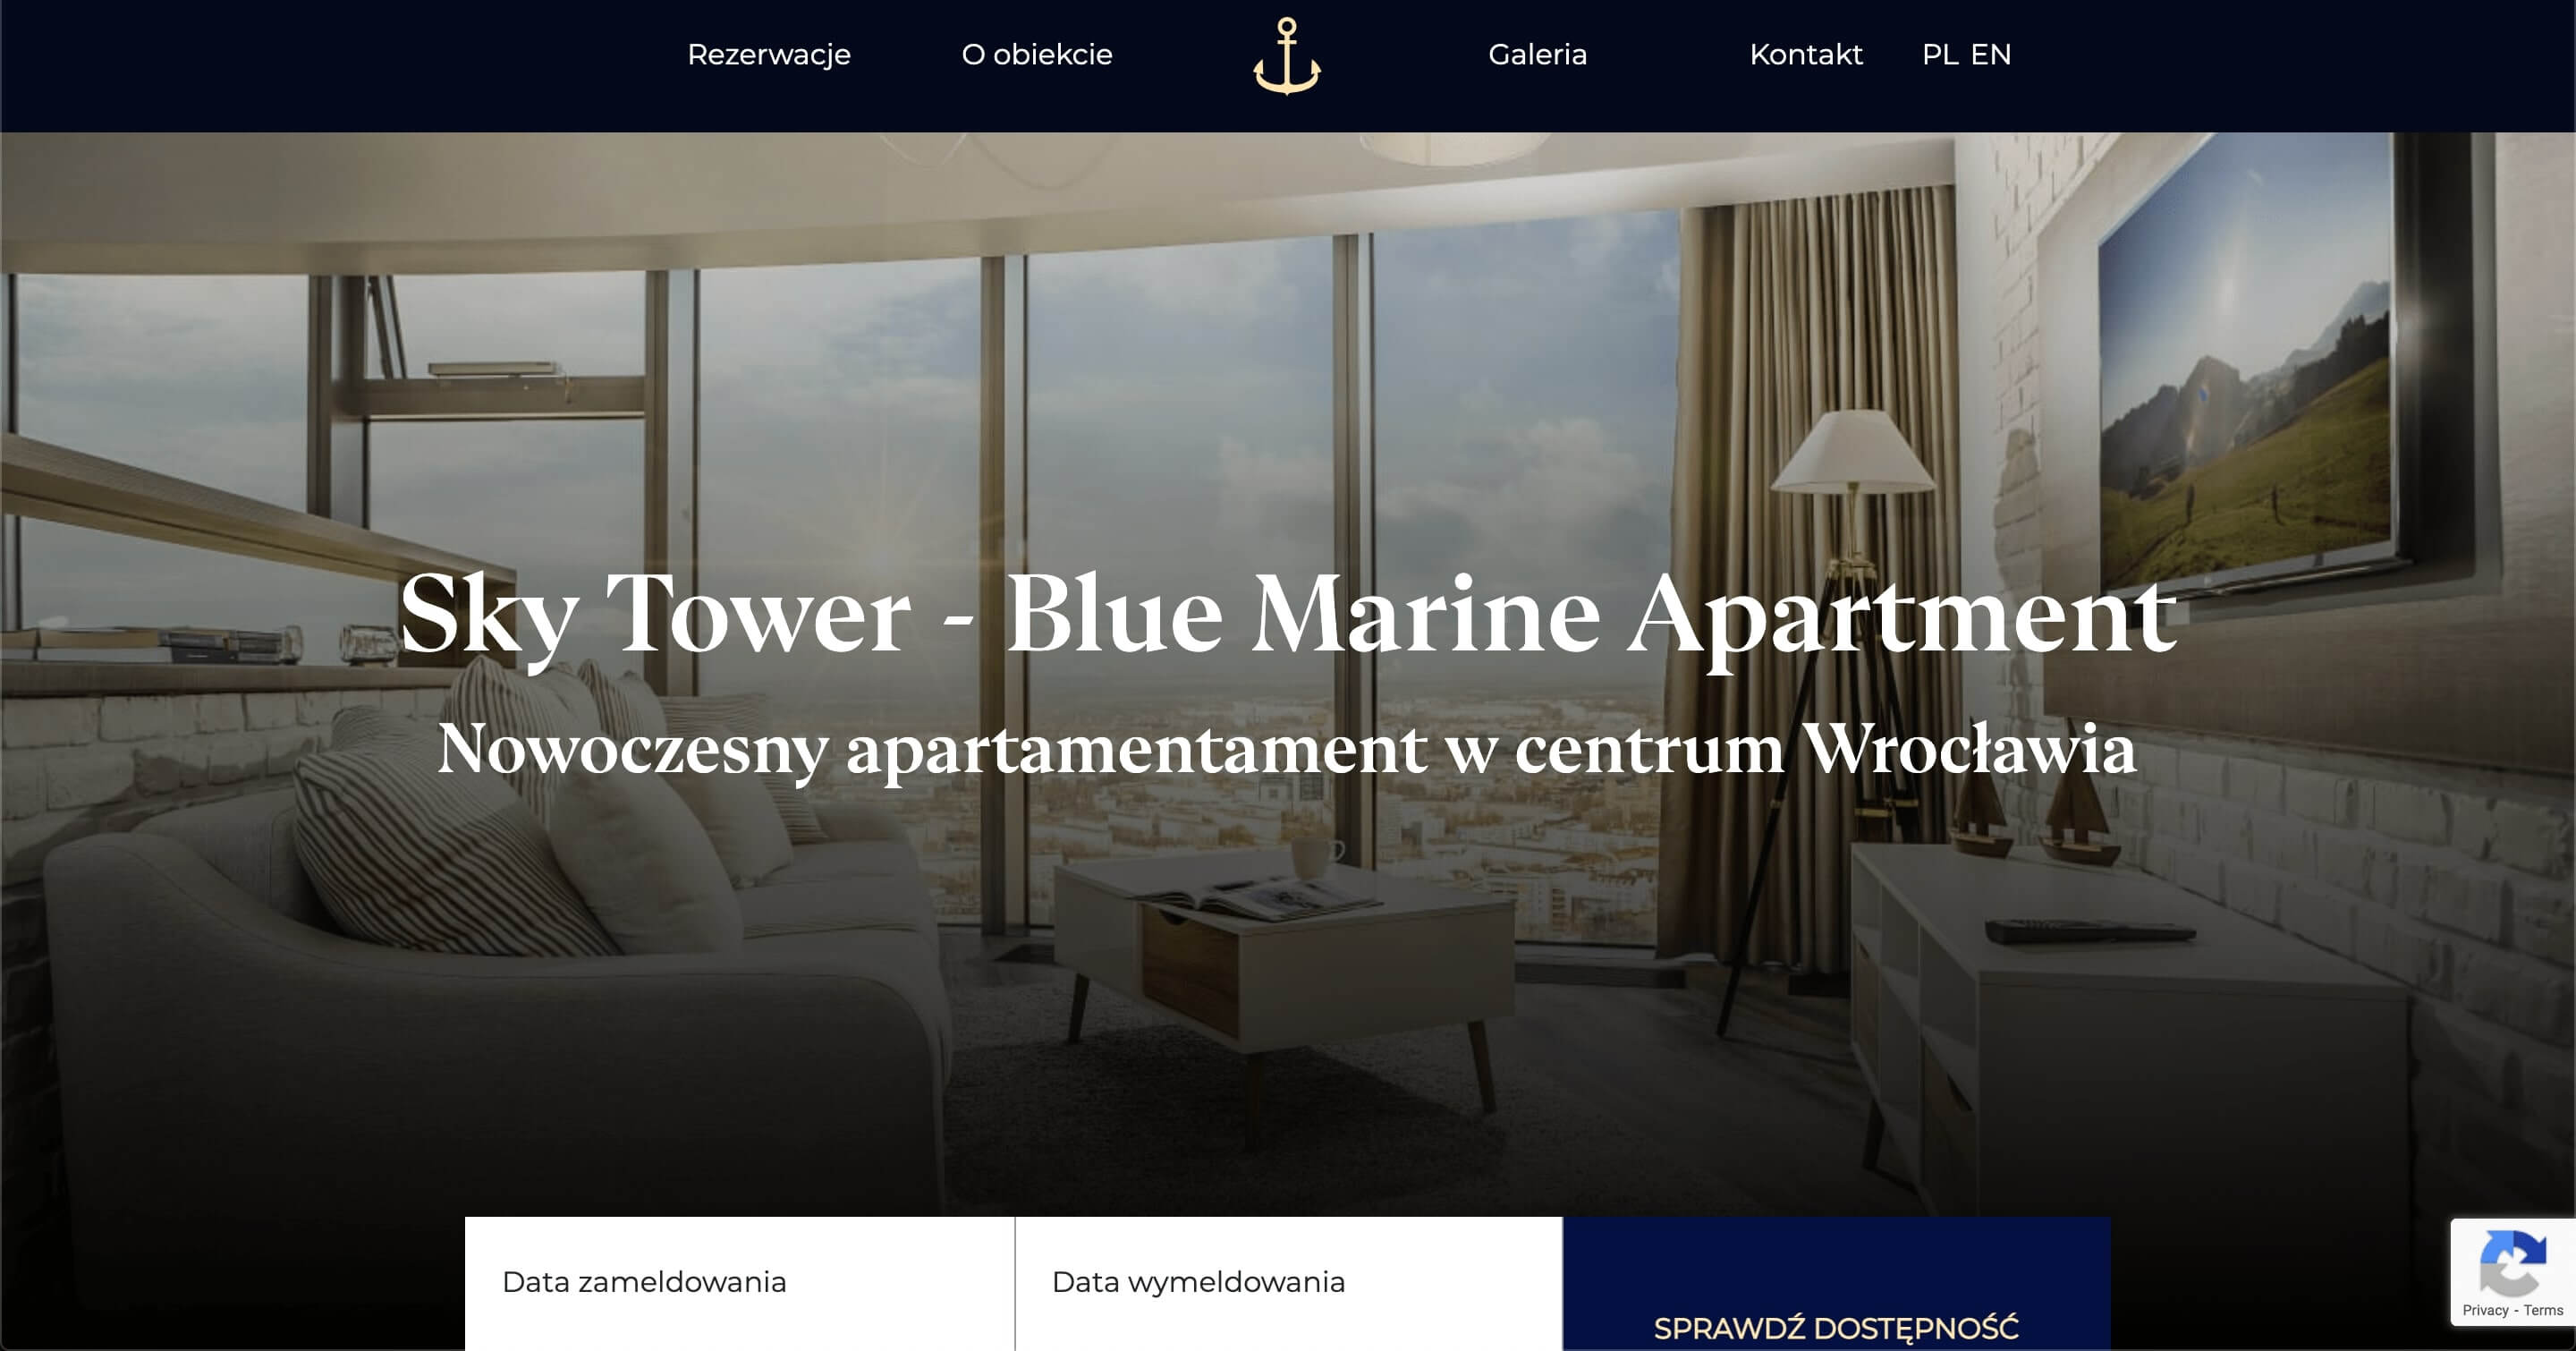 Rezerwacje
O obiekcie
Galeria
Kontakt
PL EN
Sky Tower - Blue Marine Apartment
Nowoczesny apartamentament w centrum Wrocławia
Data zameldowania
Data wymeldowania
SPRAWDŹ DOSTĘPNOŚĆ
Privacy - Terms